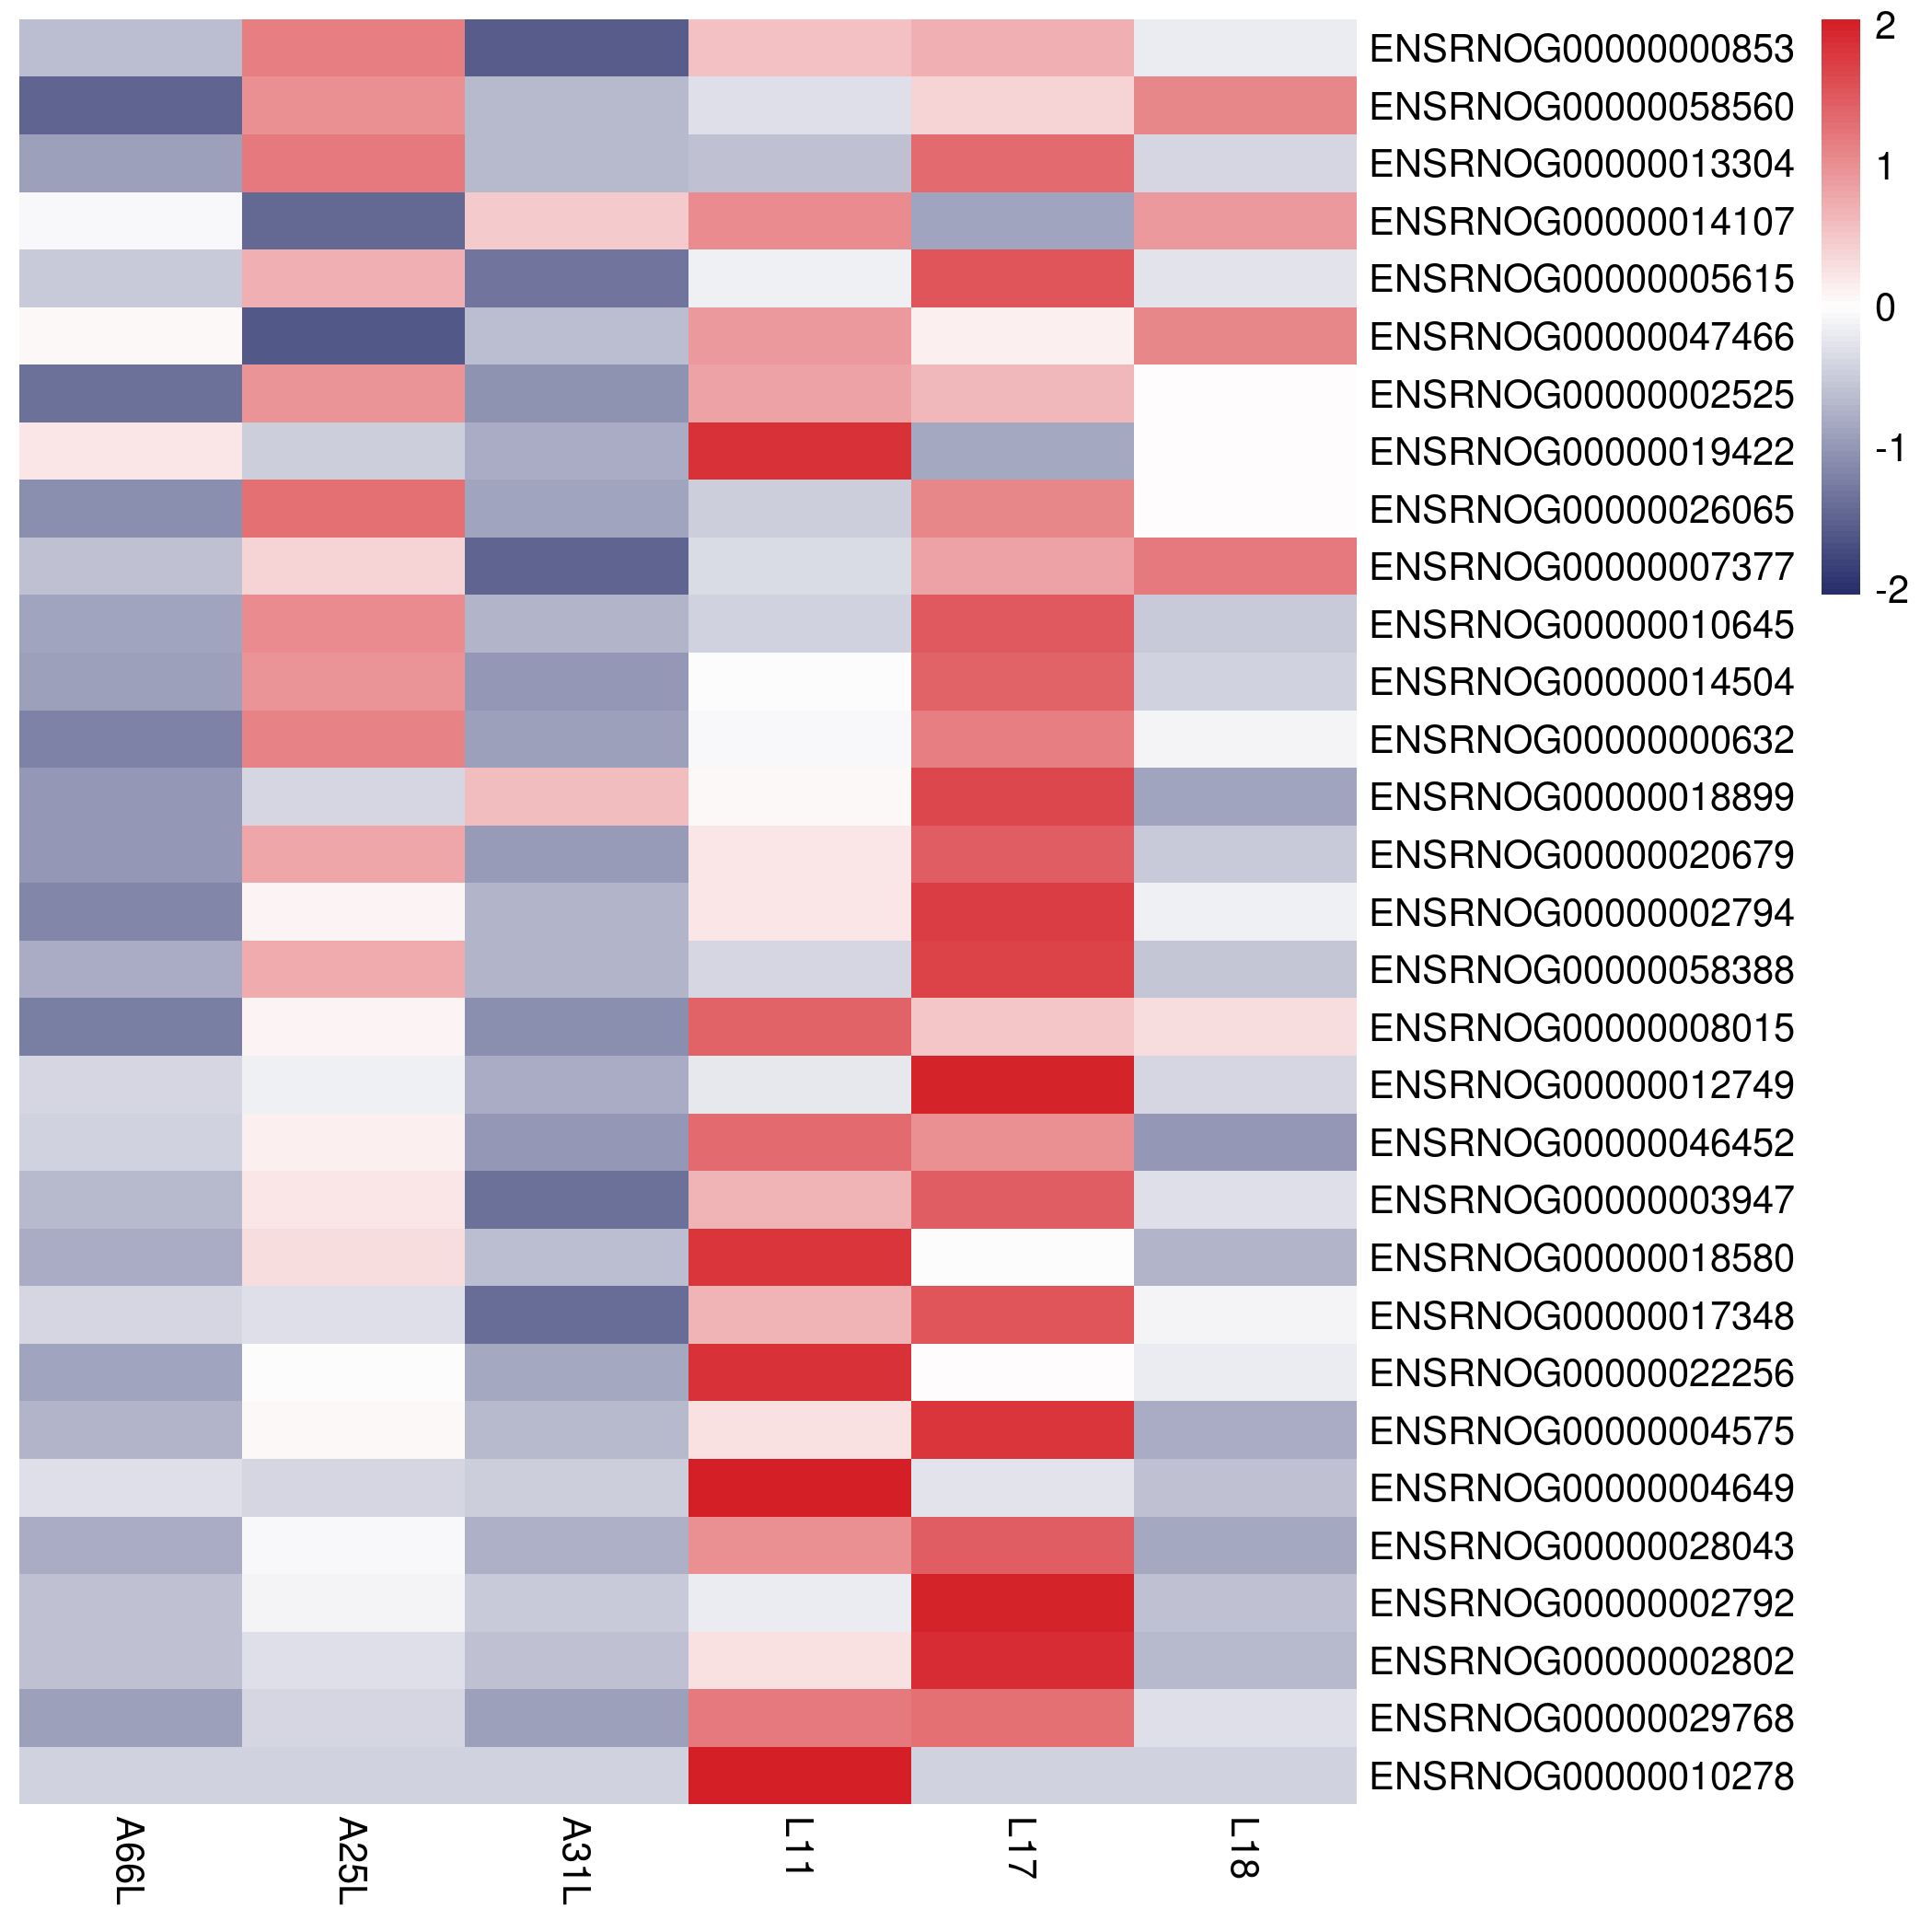 ENSRNOG00000000853
ENSRNOG00000058560
ENSRNOG00000013304
ENSRNOG00000014107
ENSRNOG00000005615
ENSRNOG00000047466
ENSRNOG00000002525
ENSRNOG00000019422
ENSRNOG00000026065
ENSRNOG00000007377
ENSRNOG00000010645
ENSRNOG00000014504
ENSRNOG00000000632
ENSRNOG00000018899
ENSRNOG00000020679
ENSRNOG00000002794
ENSRNOG00000058388
ENSRNOG00000008015
ENSRNOG00000012749
ENSRNOG00000046452
ENSRNOG00000003947
ENSRNOG00000018580
ENSRNOG00000017348
ENSRNOG00000022256
ENSRNOG00000004575
ENSRNOG00000004649
ENSRNOG00000028043
ENSRNOG00000002792
ENSRNOG00000002802
ENSRNOG00000029768
ENSRNOG00000010278
2
1
0
-1
-2
A66L
A25L
A31L
L11
L17
L18